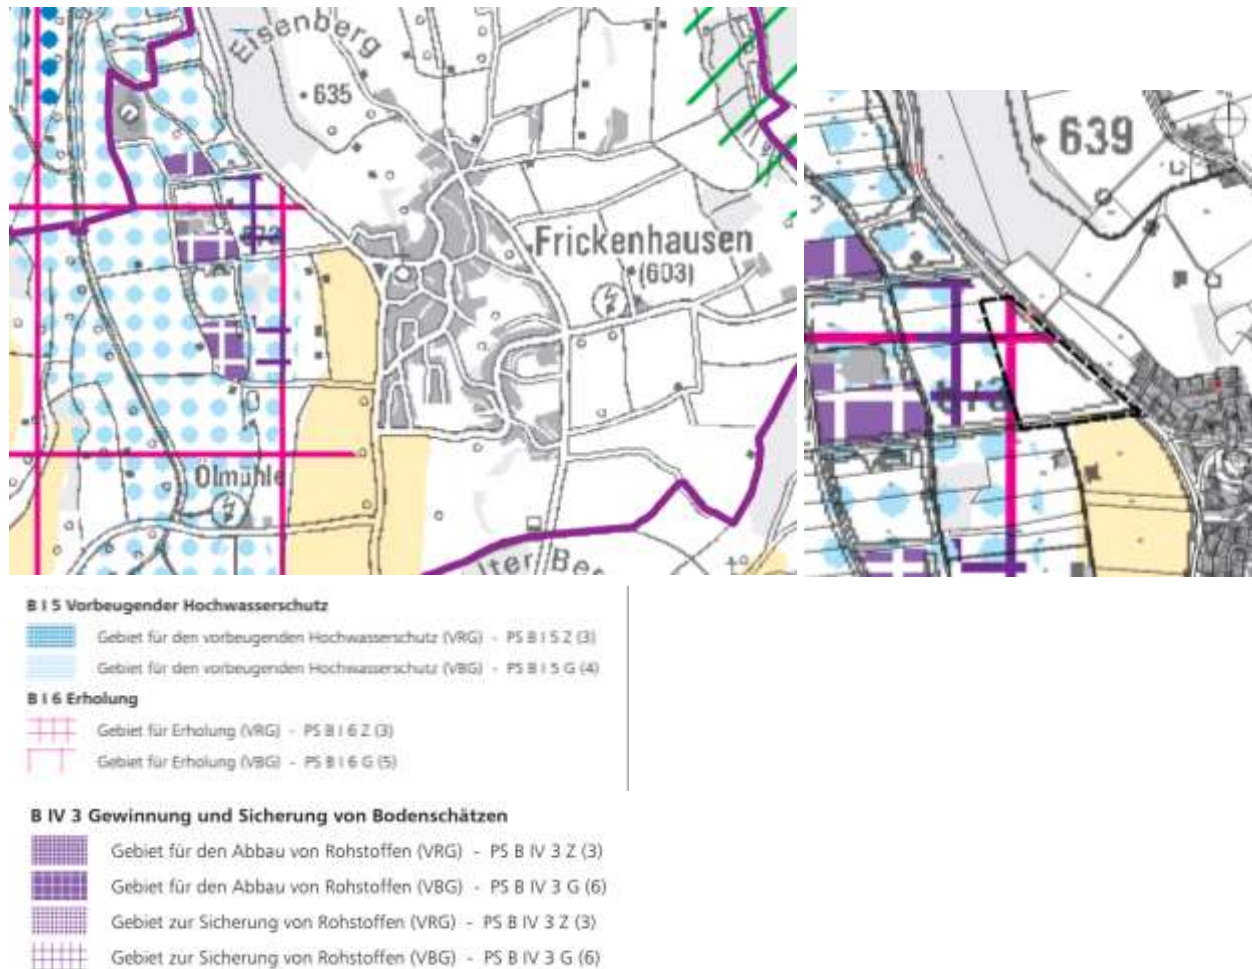 Eisenberg
635
639
Frickenhausen
(603)
Ölmühle
B I 5 Vorbeugender Hochwasserschutz
Gebiet für den vorbeugenden Hochwasserschutz (VRG) - PS B I 5 Z (3)
Gebiet für den vorbeugenden Hochwasserschutz (VBG) - PS B I 5 G (4)
B I 6 Erholung
Gebiet für Erholung (VRG) - PS B I 6 Z (3)
Gebiet für Erholung (VBG) - PS B I 6 G (5)
B IV 3 Gewinnung und Sicherung von Bodenschätzen
Gebiet für den Abbau von Rohstoffen (VRG) - PS B IV 3 Z (3)
Gebiet für den Abbau von Rohstoffen (VBG) - PS B IV 3 G (6)
Gebiet zur Sicherung von Rohstoffen (VRG) - PS B IV 3 Z (3)
Gebiet zur Sicherung von Rohstoffen (VBG) - PS B IV 3 G (6)